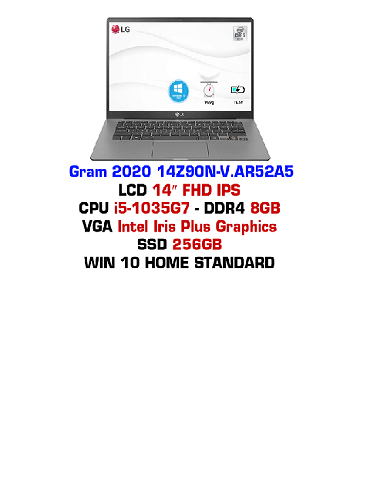 LG
Gram 2020 14Z90N-V.AR52A5
LCD 14" FHD IPS
CPU i5-1035G7 - DDR4 8GB
VGA Intel Iris Plus Graphics
SSD 256GB
WIN 10 HOME STANDARD